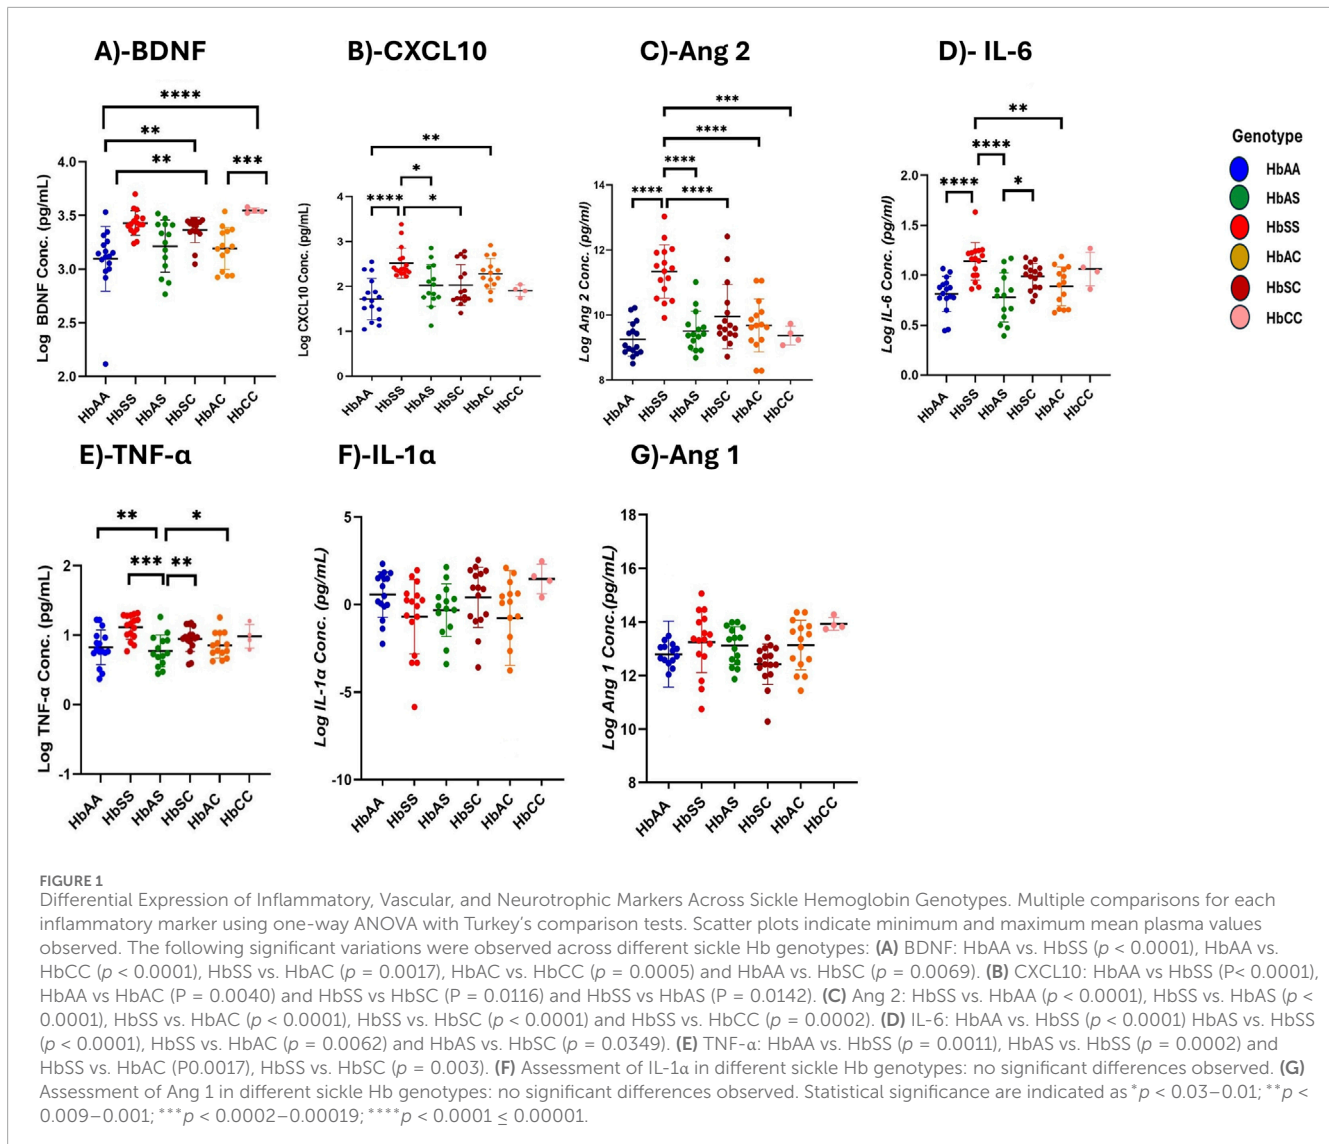 A)-BDNF
B)-CXCL10
C)-Ang 2
D)- IL-6
****
**
**
***
Log BDNF Conc. (pg/mL)
4.0
3.5
3.0
2.5
2.0
HbAA
HbSS
HbAS
HbSC
HbAC
HbCC
**
*
****
*
Log CXCL10 Conc. (pg/mL)
4
3
2
1
0
HbAA
HbSS
HbAS
HbSC
HbAC
HbCC
***
****
****
****
****
Log Ang 2 Conc. (pg/ml)
14
12
10
8
HbAA
HbSS
HbAS
HbSC
HbAC
HbCC
**
****
****
*
Log IL-6 Conc. (pg/mL)
2.0
1.5
1.0
0.5
0.0
HbAA
HbSS
HbAS
HbSC
HbAC
HbCC
Genotype
HbAA
HbAS
HbSS
HbAC
HbSC
HbCC
E)-TNF-α
F)-IL-1α
G)-Ang 1
**
*
***
**
Log TNF-α Conc. (pg/mL)
2
1
0
-1
HbAA
HbSS
HbAS
HbSC
HbAC
HbCC
Log IL-1α Conc. (pg/mL)
5
0
-5
-10
HbAA
HbSS
HbAS
HbSC
HbAC
HbCC
Log Ang 1 Conc.(pg/mL)
18
16
14
12
10
8
HbAA
HbSS
HbAS
HbSC
HbAC
HbCC
FIGURE 1
Differential Expression of Inflammatory, Vascular, and Neurotrophic Markers Across Sickle Hemoglobin Genotypes. Multiple comparisons for each
inflammatory marker using one-way ANOVA with Turkey's comparison tests. Scatter plots indicate minimum and maximum mean plasma values
observed. The following significant variations were observed across different sickle Hb genotypes: (A) BDNF: HbAA vs. HbSS (p < 0.0001), HbAA vs.
HbCC (p < 0.0001), HbSS vs. HbAC (p = 0.0017), HbAC vs. HbCC (p = 0.0005) and HbAA vs. HbSC (p = 0.0069). (B) CXCL10: HbAA vs HbSS (P< 0.0001),
HbAA vs HbAC (P = 0.0040) and HbSS vs HbSC (P = 0.0116) and HbSS vs HbAS (P = 0.0142). (C) Ang 2: HbSS vs. HbAA (p < 0.0001), HbSS vs. HbAS (p <
0.0001), HbSS vs. HbAC (p < 0.0001), HbSS vs. HbSC (p < 0.0001) and HbSS vs. HbCC (p = 0.0002). (D) IL-6: HbAA vs. HbSS (p < 0.0001) HbAS vs. HbSS
(p < 0.0001), HbSS vs. HbAC (p = 0.0062) and HbAS vs. HbSC (p = 0.0349). (E) TNF-α: HbAA vs. HbSS (p = 0.0011), HbAS vs. HbSS (p = 0.0002) and
HbSS vs. HbAC (P0.0017), HbSS vs. HbSC (p = 0.003). (F) Assessment of IL-1α in different sickle Hb genotypes: no significant differences observed. (G)
Assessment of Ang 1 in different sickle Hb genotypes: no significant differences observed. Statistical significance are indicated as *p < 0.03–0.01; **p <
0.009–0.001; ***p < 0.0002–0.00019; ****p < 0.0001 ≤ 0.00001.